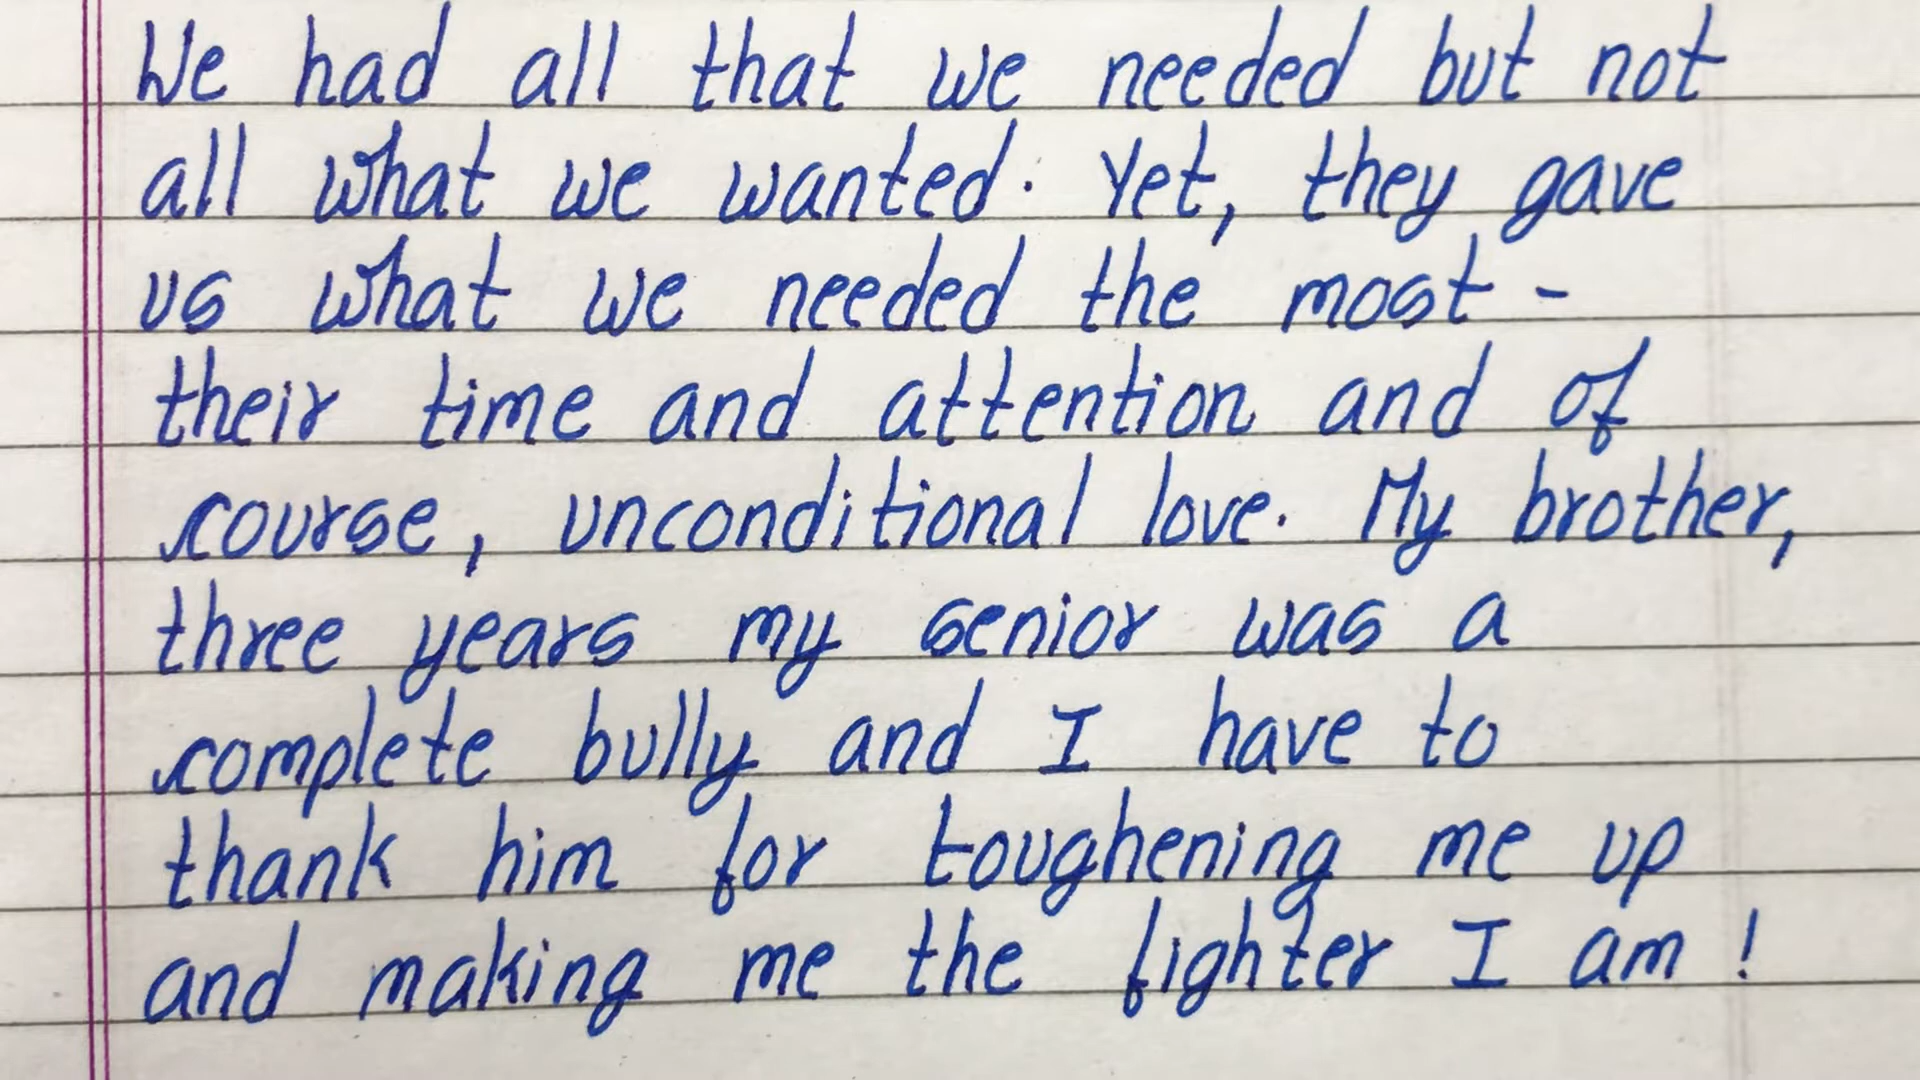 We had all that we needed but not
all what we wanted. Yet, they gave
us what we needed the most -
their time and attention and of
course, unconditional love. My brother,
three years my senior was a
complete bully and I have to
thank him for toughening me up
and making me the fighter I am!